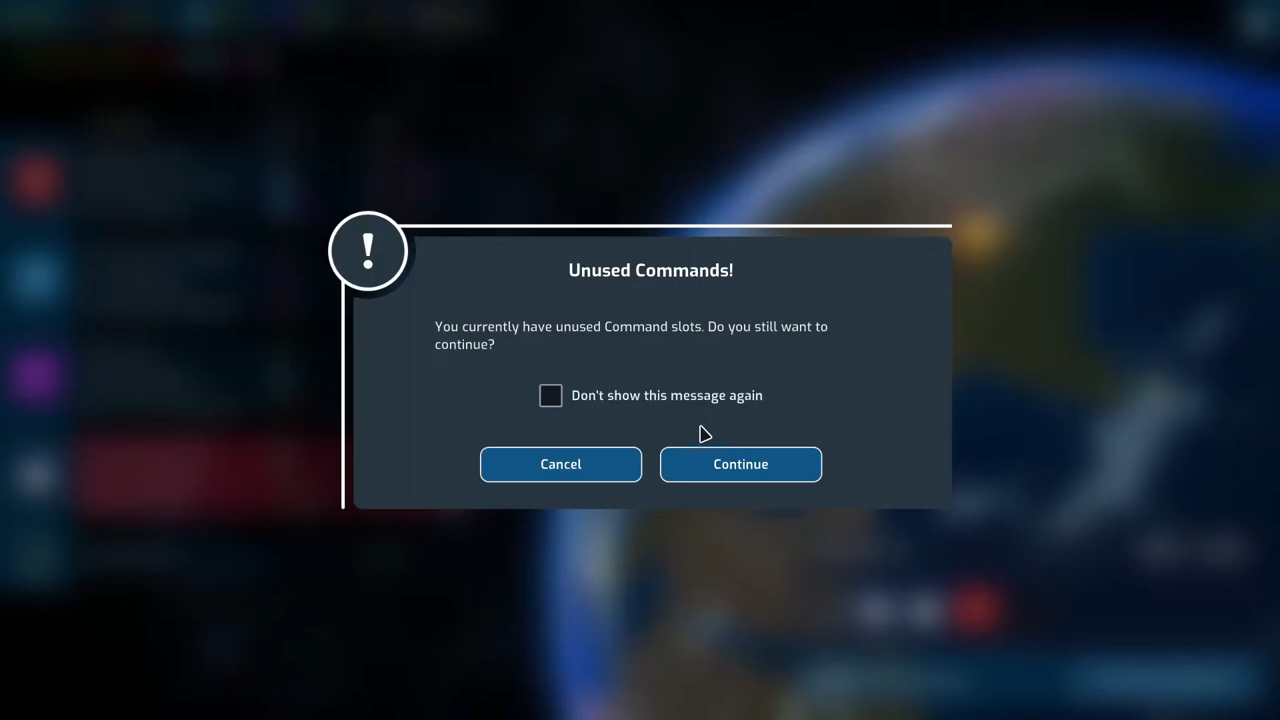 !
Unused Commands!
You currently have unused Command slots. Do you still want to
continue?
Don't show this message again
Cancel
Continue